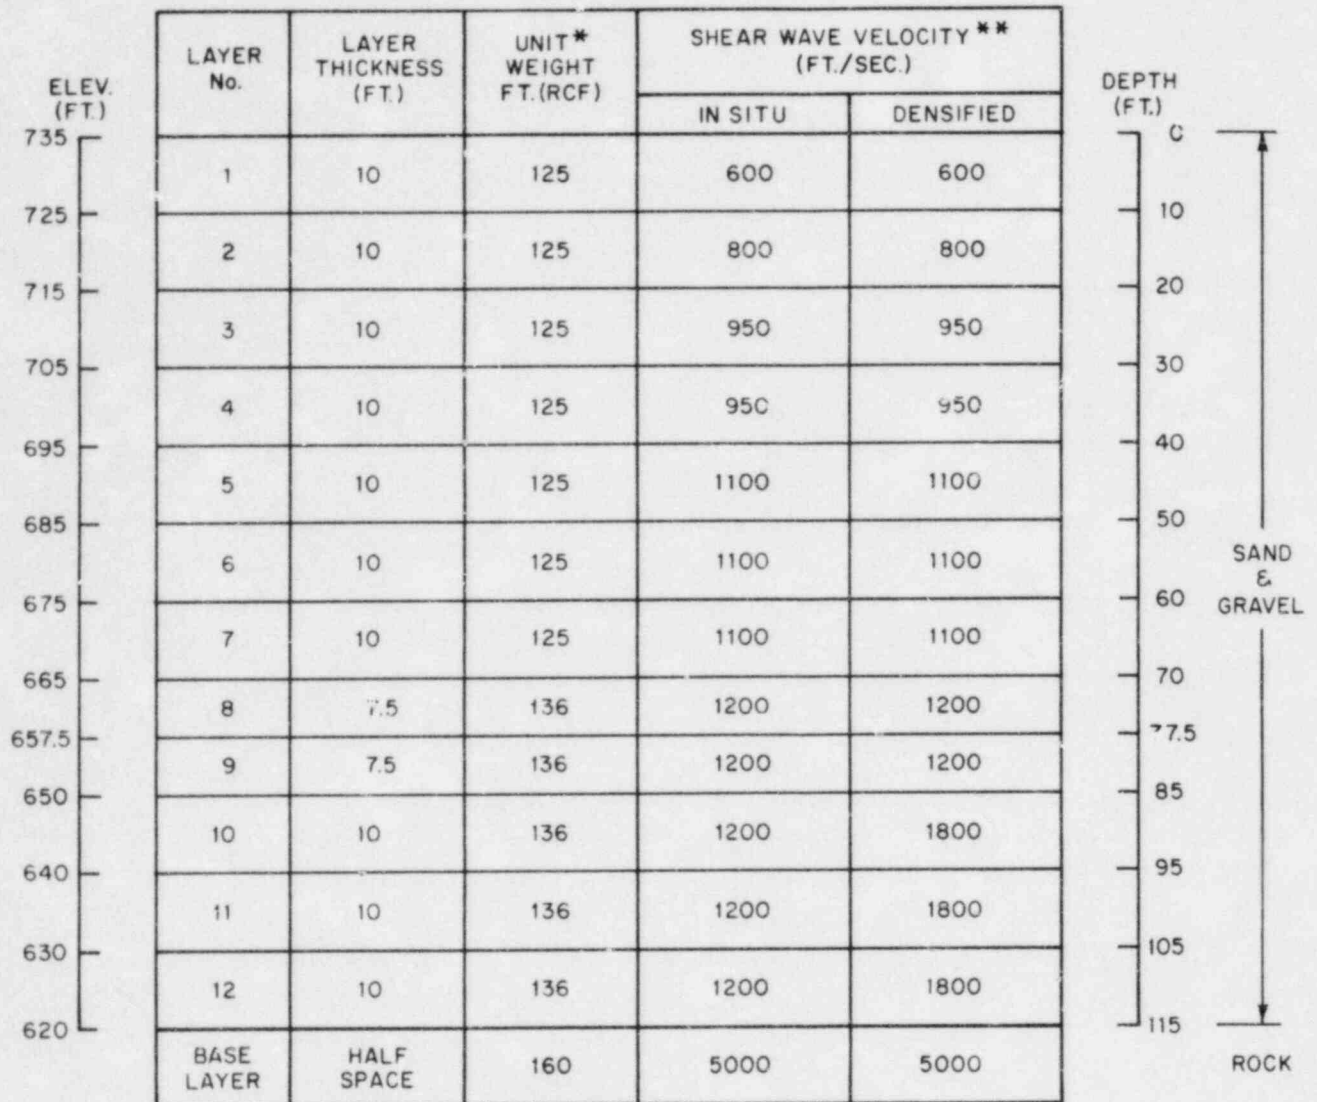 ELEV.
(FT.)
LAYER
No.
LAYER
THICKNESS
(FT.)
UNIT*
WEIGHT
FT.(RCF)
SHEAR WAVE VELOCITY**
(FT./SEC.)
IN SITU DENSIFIED
DEPTH
(FT.)
735 0
1 10 125 600 600
725 10
2 10 125 800 800
715 20
3 10 125 950 950
705 30
4 10 125 950 950
695 40
5 10 125 1100 1100
685 50
6 10 125 1100 1100
675 60
7 10 125 1100 1100
665 70
8 7.5 136 1200 1200
657.5 77.5
9 7.5 136 1200 1200
650 85
10 10 136 1200 1800
640 95
11 10 136 1200 1800
630 105
12 10 136 1200 1800
620 115
SAND
&
GRAVEL
BASE
LAYER
HALF
SPACE
160 5000 5000 ROCK